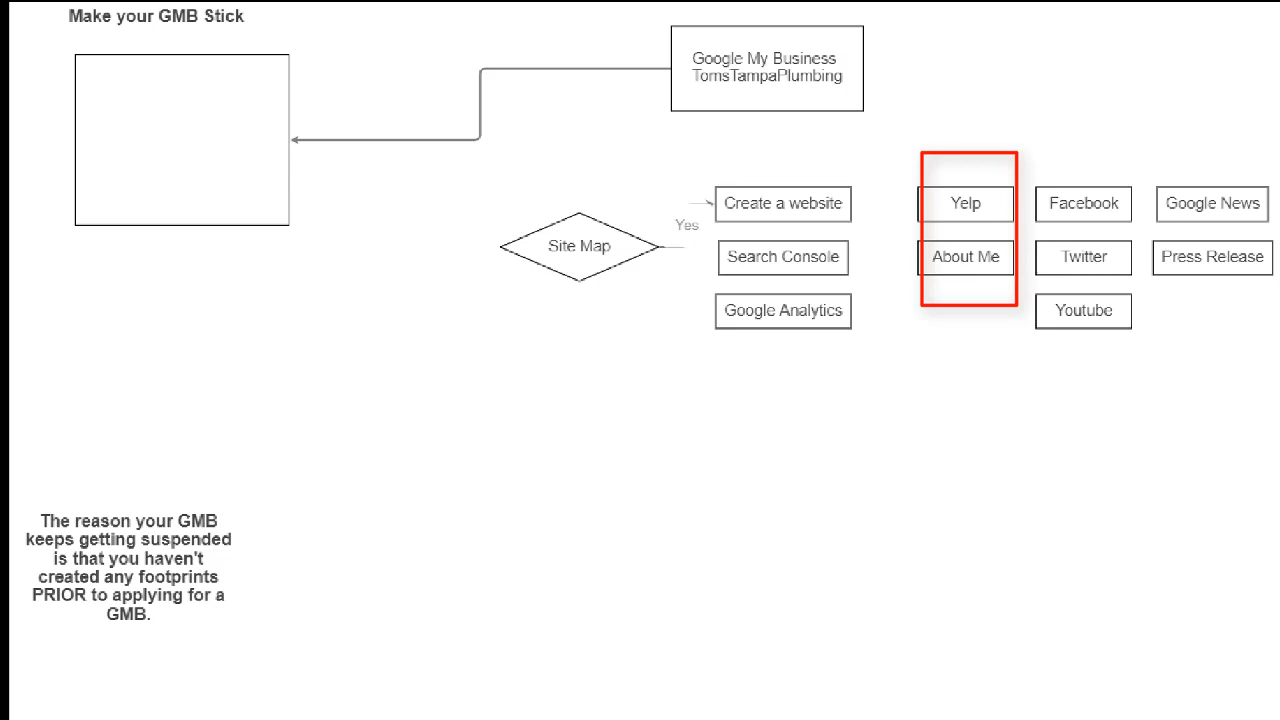 Make your GMB Stick
Google My Business
TomsTampaPlumbing
Site Map
Yes
Create a website
Search Console
Google Analytics
Yelp
About Me
Facebook
Twitter
Youtube
Google News
Press Release
The reason your GMB
keeps getting suspended
is that you haven't
created any footprints
PRIOR to applying for a
GMB.